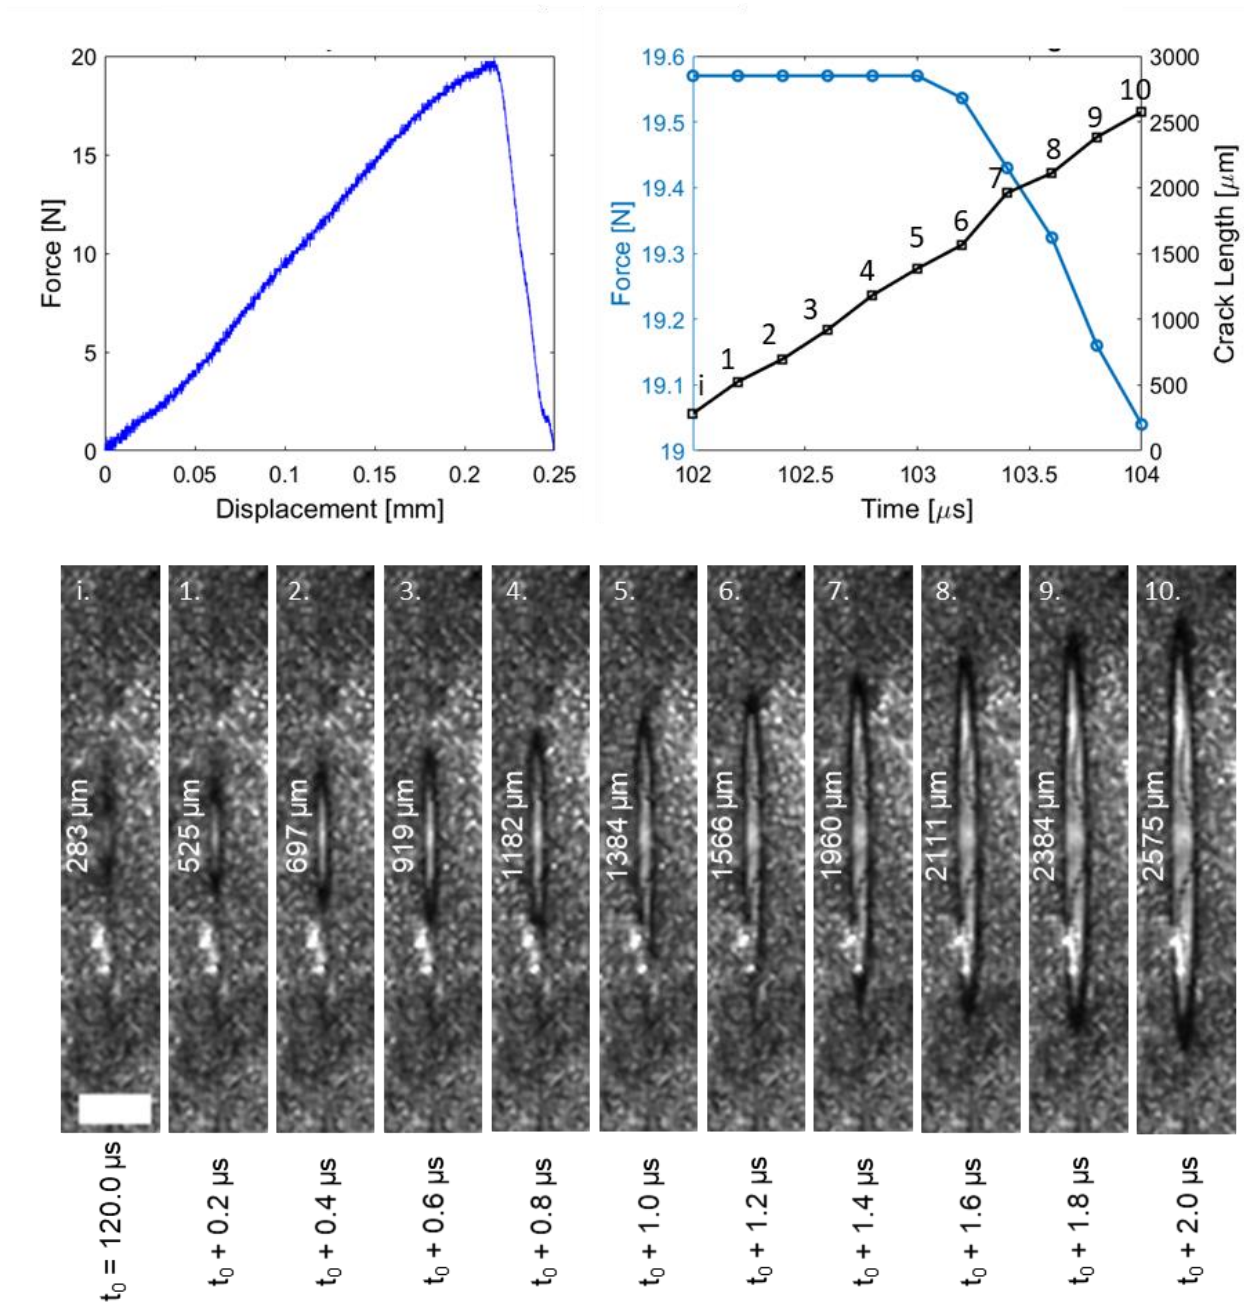 20
15
10
5
0
Force [N]
0 0.05 0.1 0.15 0.2 0.25
Displacement [mm]
19.6
19.5
19.4
19.3
19.2
19.1
19
Force [N]
i
1
2
3
4
5
6
7
8
9
10
3000
2500
2000
1500
1000
500
0
Crack Length [μm]
102 102.5 103 103.5 104
Time [μs]
i. 1. 2. 3. 4. 5. 6. 7. 8. 9. 10.
283 µm
525 µm
697 µm
919 µm
1182 µm
1384 µm
1566 µm
1960 µm
2111 µm
2384 µm
2575 µm
t₀ = 120.0 µs
t₀ + 0.2 µs
t₀ + 0.4 µs
t₀ + 0.6 µs
t₀ + 0.8 µs
t₀ + 1.0 µs
t₀ + 1.2 µs
t₀ + 1.4 µs
t₀ + 1.6 µs
t₀ + 1.8 µs
t₀ + 2.0 µs